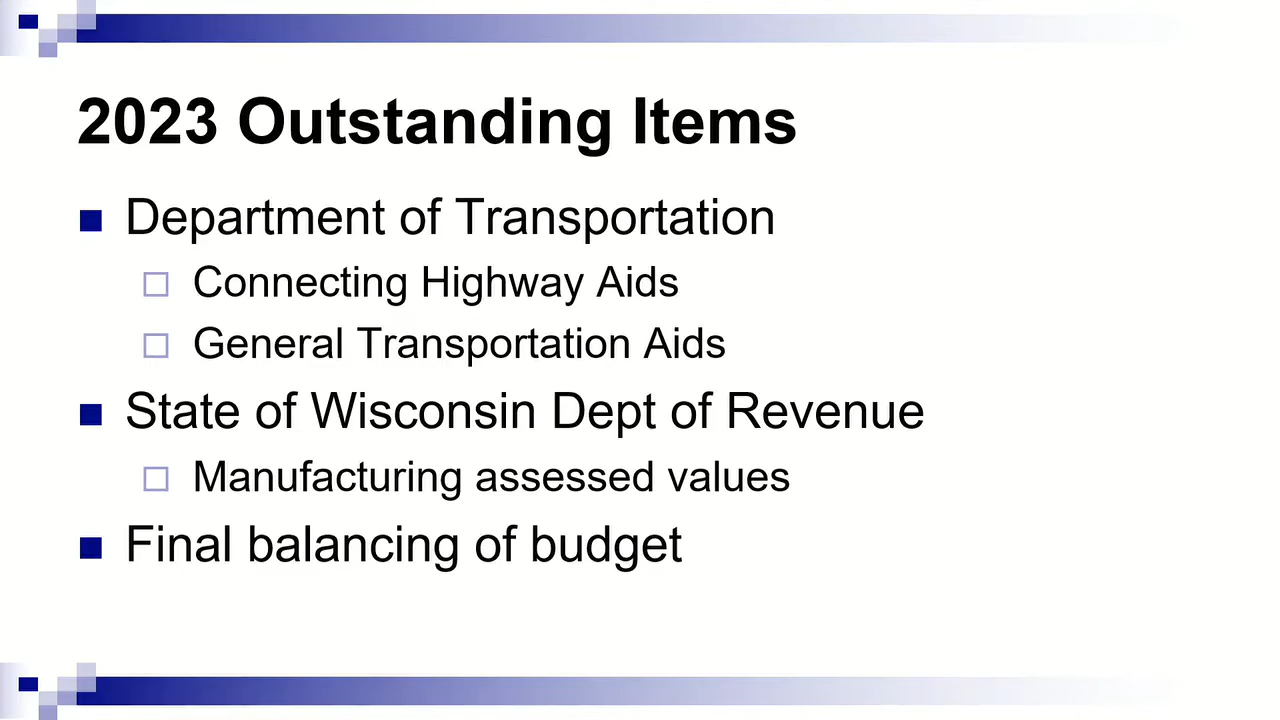 2023 Outstanding Items
Department of Transportation
Connecting Highway Aids
General Transportation Aids
State of Wisconsin Dept of Revenue
Manufacturing assessed values
Final balancing of budget